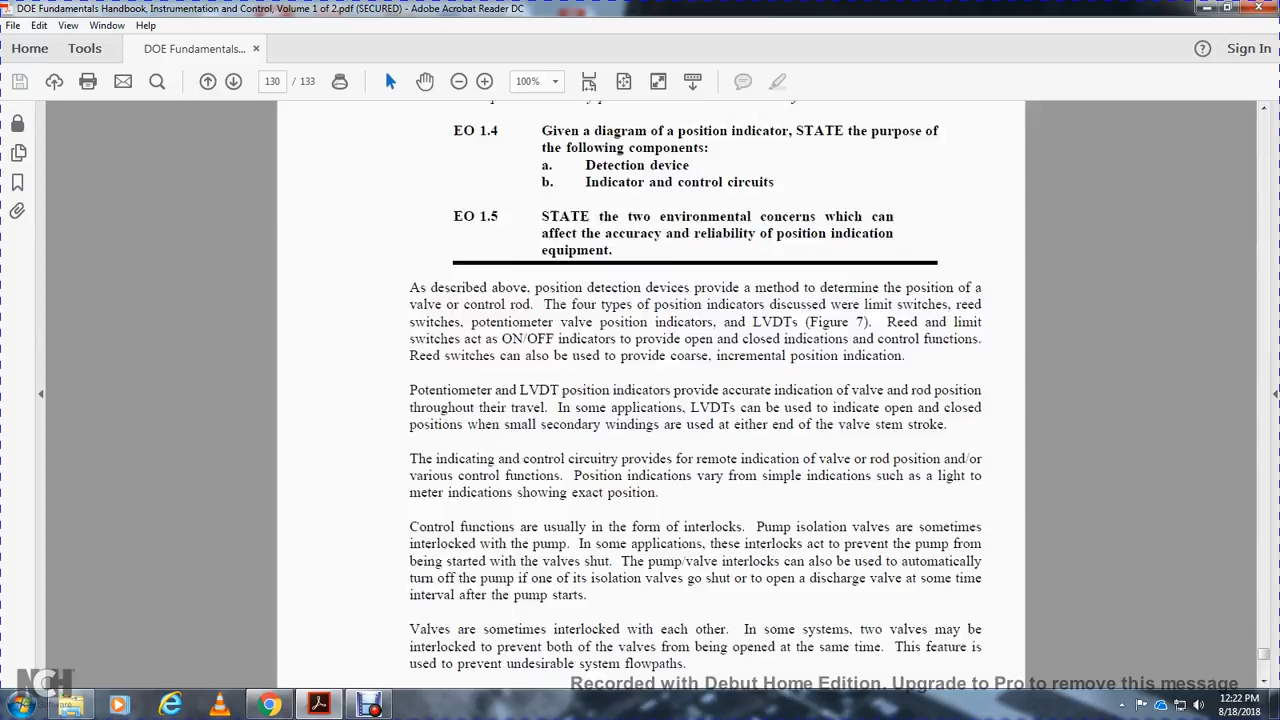 DOE Fundamentals Handbook, Instrumentation and Control, Volume 1 of 2.pdf (SECURED) - Adobe Acrobat Reader DC
File Edit View Window Help
Home Tools DOE Fundamentals... × Sign In
130 / 133 100%
EO 1.4 Given a diagram of a position indicator, STATE the purpose of
the following components:
a. Detection device
b. Indicator and control circuits
EO 1.5 STATE the two environmental concerns which can
affect the accuracy and reliability of position indication
equipment.
As described above, position detection devices provide a method to determine the position of a
valve or control rod. The four types of position indicators discussed were limit switches, reed
switches, potentiometer valve position indicators, and LVDTs (Figure 7). Reed and limit
switches act as ON/OFF indicators to provide open and closed indications and control functions.
Reed switches can also be used to provide coarse, incremental position indication.
Potentiometer and LVDT position indicators provide accurate indication of valve and rod position
throughout their travel. In some applications, LVDTs can be used to indicate open and closed
positions when small secondary windings are used at either end of the valve stem stroke.
The indicating and control circuitry provides for remote indication of valve or rod position and/or
various control functions. Position indications vary from simple indications such as a light to
meter indications showing exact position.
Control functions are usually in the form of interlocks. Pump isolation valves are sometimes
interlocked with the pump. In some applications, these interlocks act to prevent the pump from
being started with the valves shut. The pump/valve interlocks can also be used to automatically
turn off the pump if one of its isolation valves go shut or to open a discharge valve at some time
interval after the pump starts.
Valves are sometimes interlocked with each other. In some systems, two valves may be
interlocked to prevent both of the valves from being opened at the same time. This feature is
used to prevent undesirable system flowpaths.
NCH Software
Recorded with Debut Home Edition. Upgrade to Pro to remove this message
12:22 PM
8/18/2018